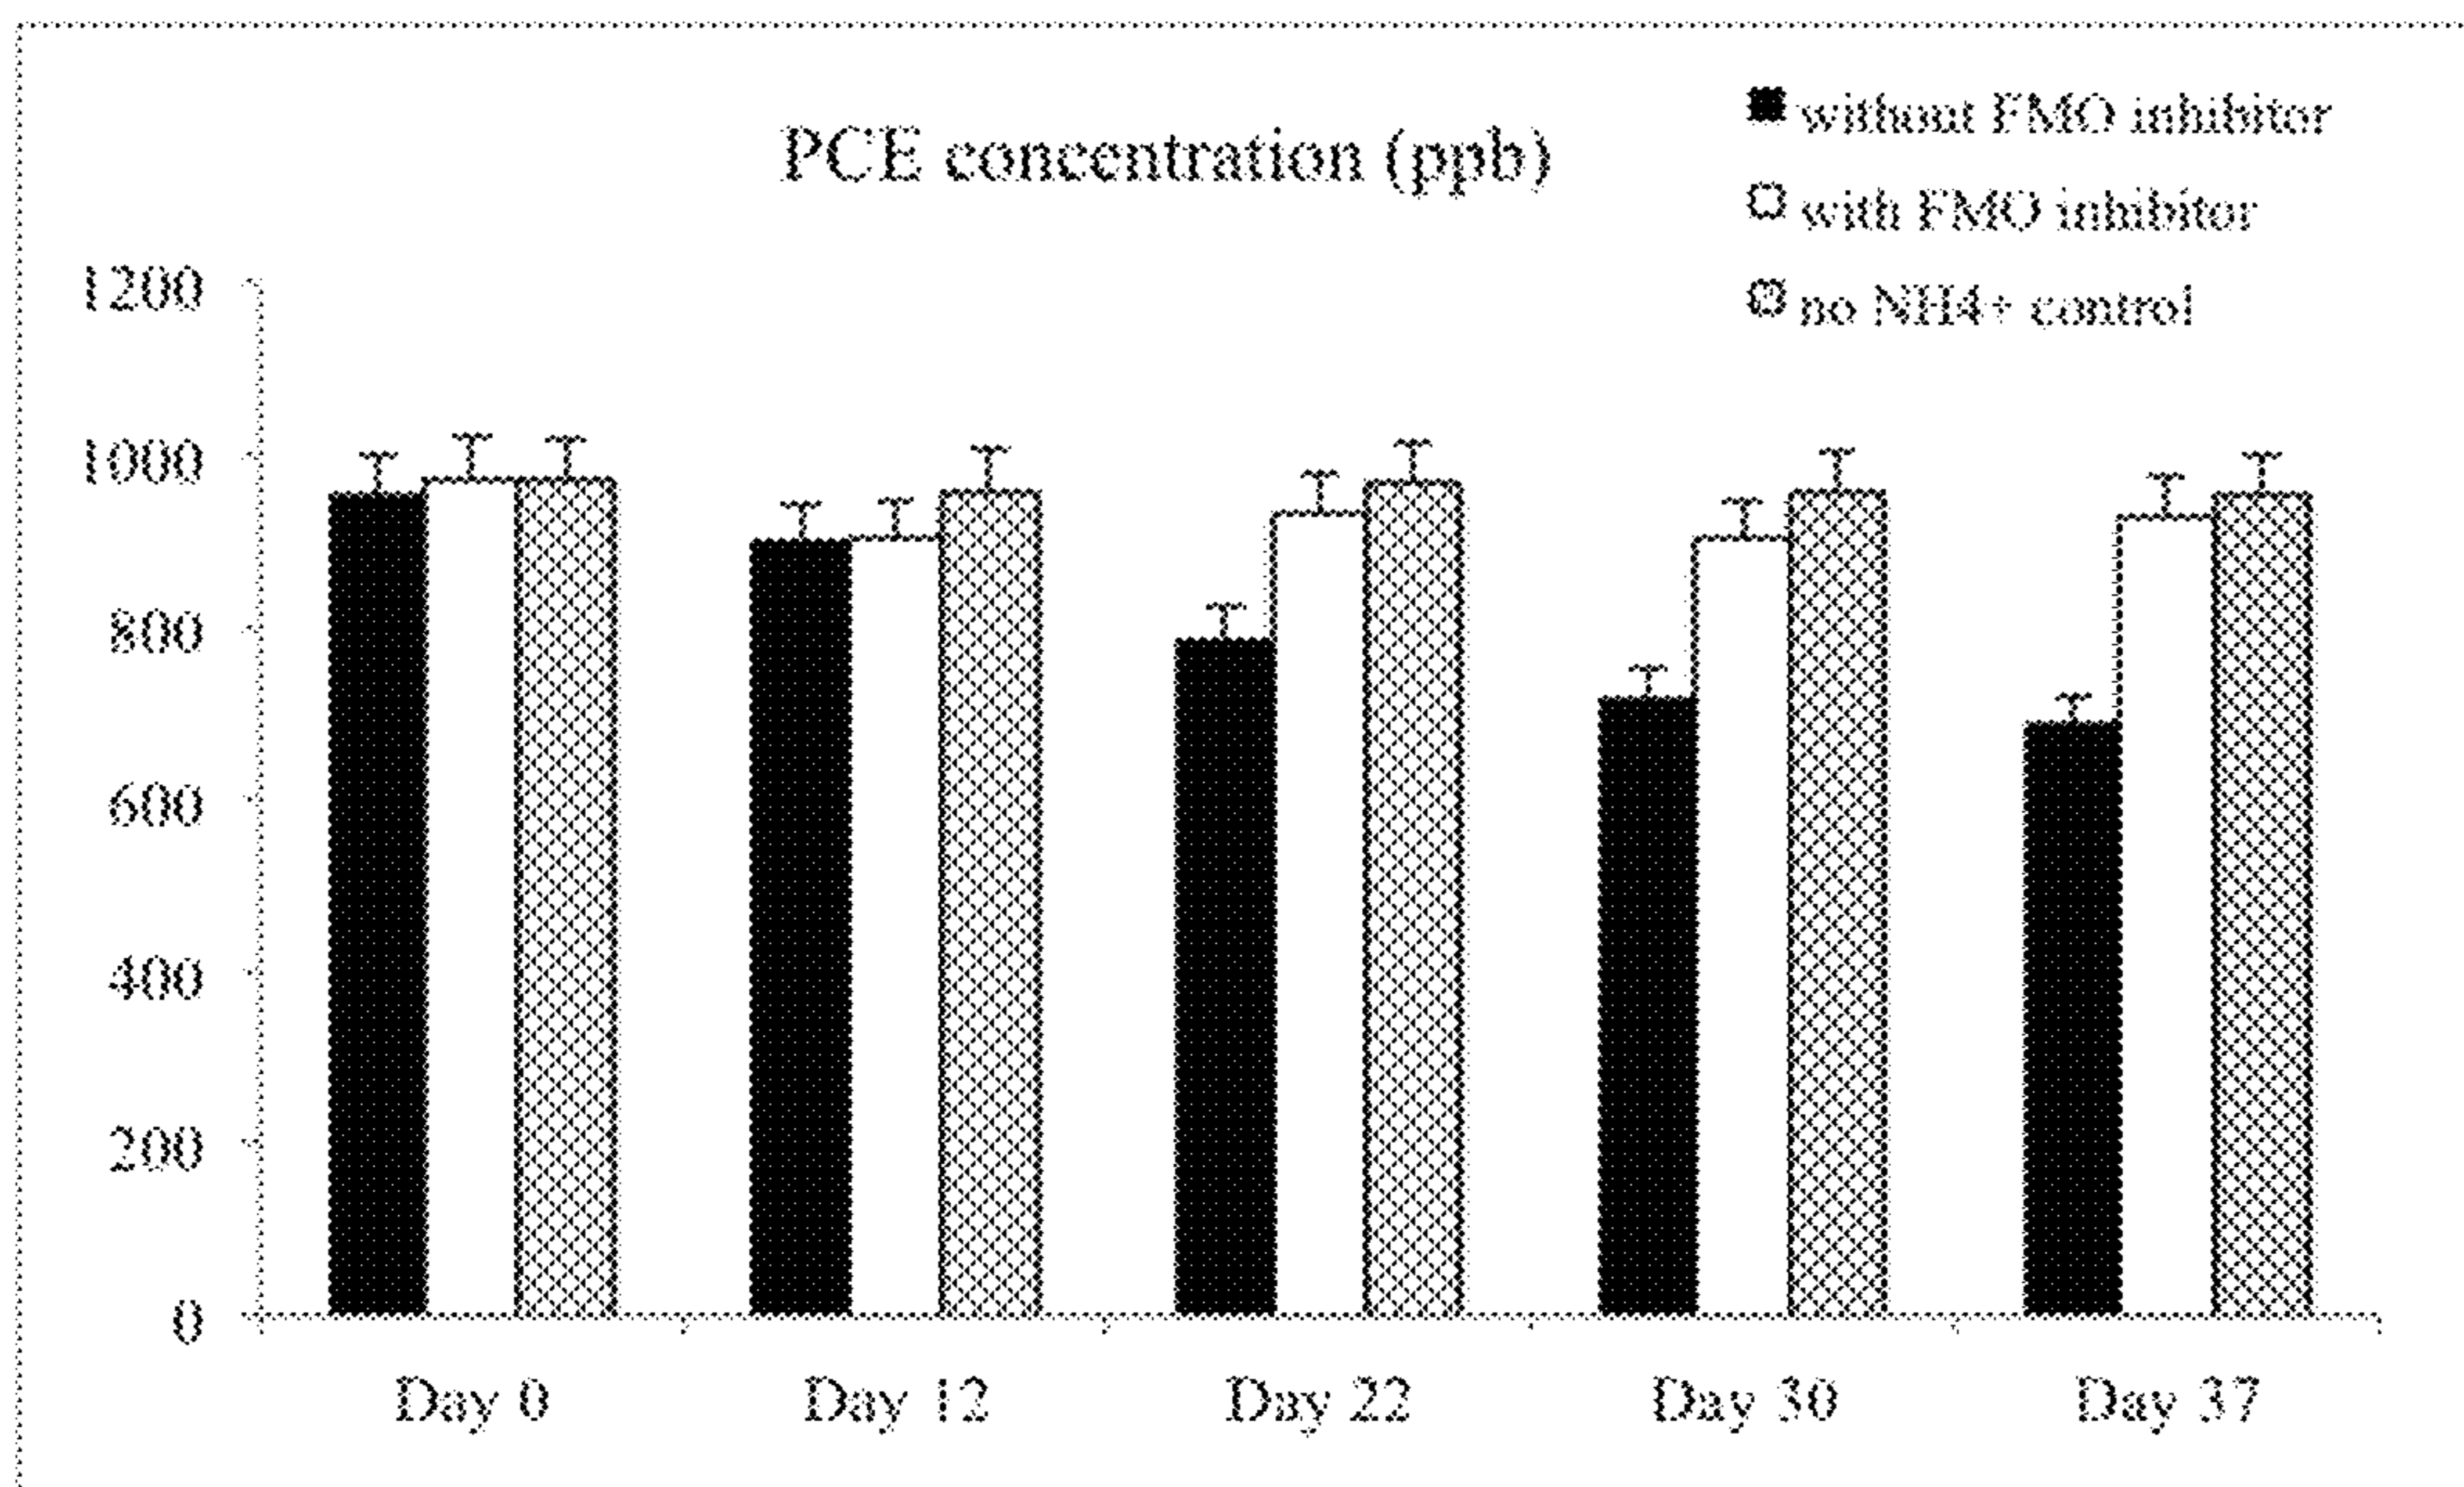 PCE concentration (ppb)
without FMO inhibitor
with FMO inhibitor
no NH4+ control
1200
1000
800
600
400
200
0
Day 0
Day 12
Day 22
Day 30
Day 37